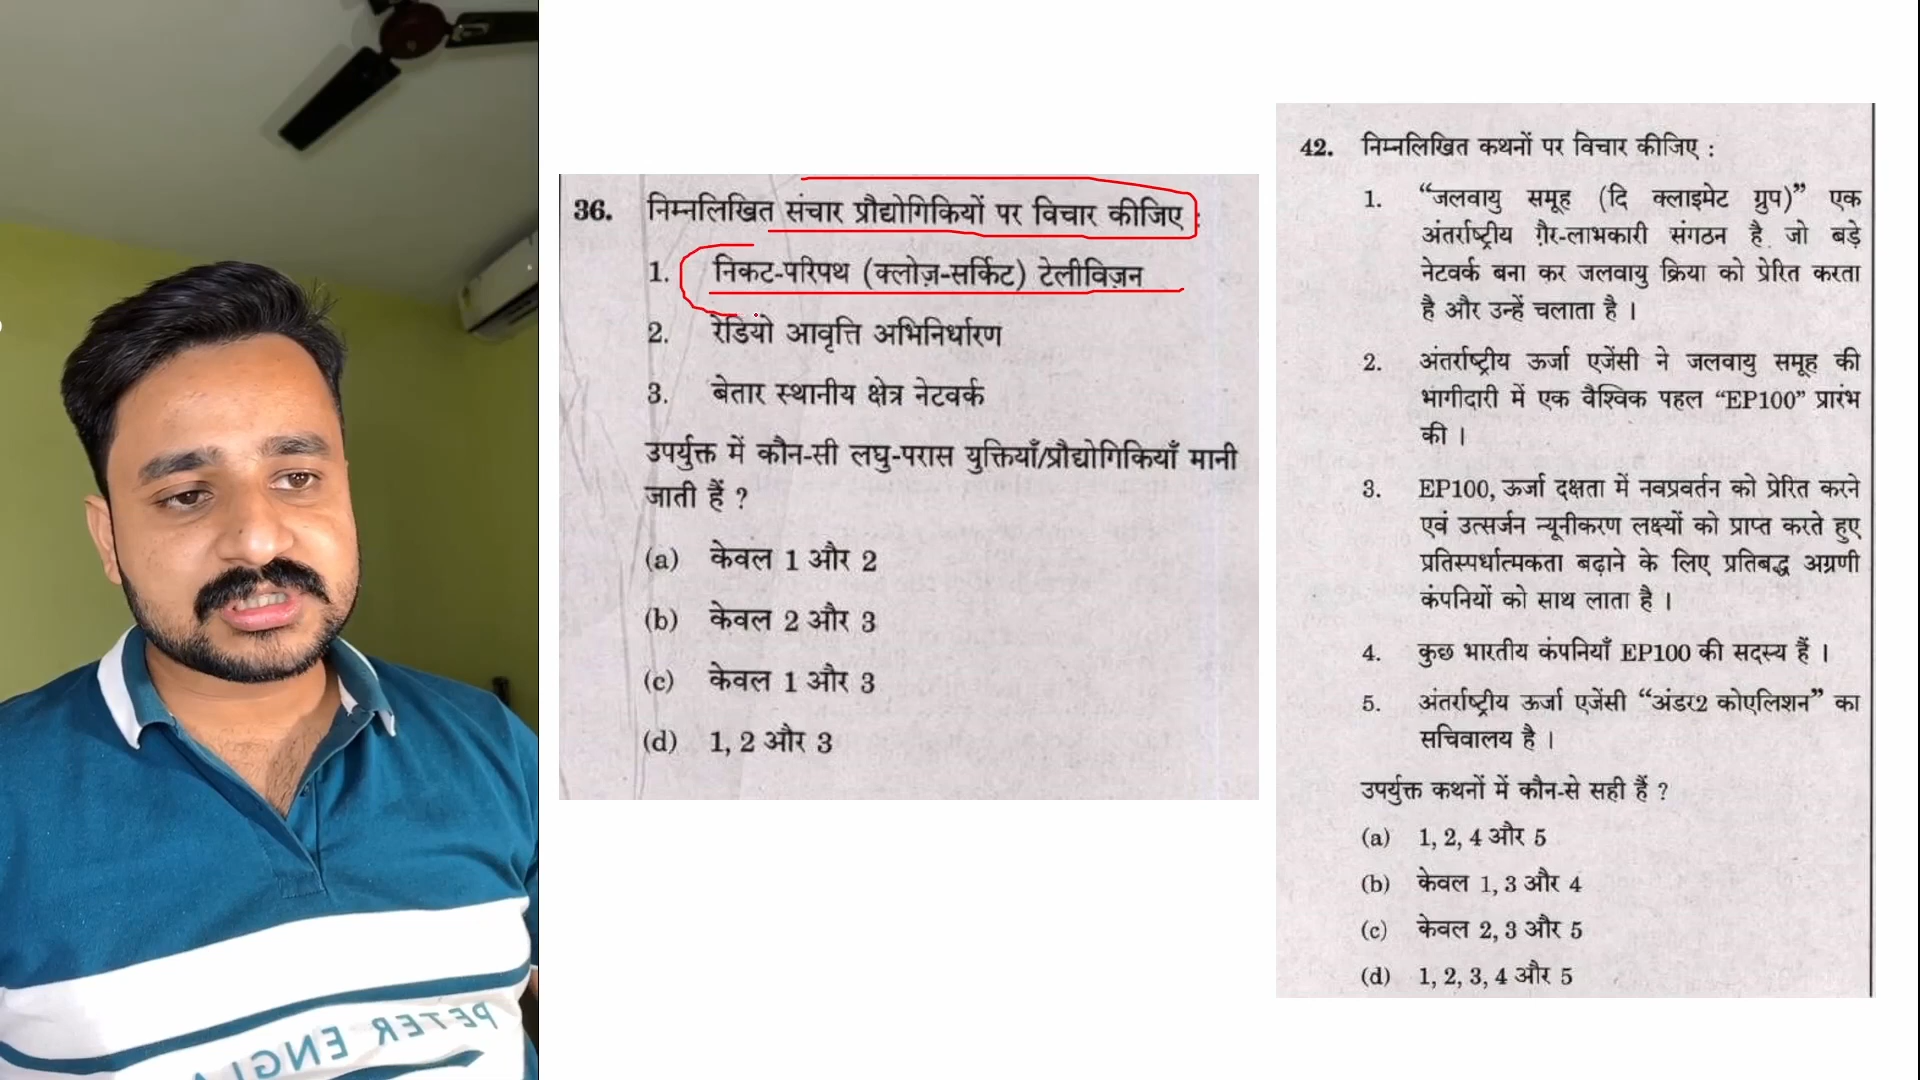 36. निम्नलिखित संचार प्रौद्योगिकियों पर विचार कीजिए :
1. निकट-परिपथ (क्लोज़-सर्किट) टेलीविज़न
2. रेडियो आवृत्ति अभिनिर्धारण
3. बेतार स्थानीय क्षेत्र नेटवर्क
उपर्युक्त में कौन-सी लघु-परास युक्तियाँ/प्रौद्योगिकियाँ मानी
जाती हैं ?
(a) केवल 1 और 2
(b) केवल 2 और 3
(c) केवल 1 और 3
(d) 1, 2 और 3
42. निम्नलिखित कथनों पर विचार कीजिए :
1. “जलवायु समूह (दि क्लाइमेट ग्रुप)” एक
अंतर्राष्ट्रीय ग़ैर-लाभकारी संगठन है जो बड़े
नेटवर्क बना कर जलवायु क्रिया को प्रेरित करता
है और उन्हें चलाता है ।
2. अंतर्राष्ट्रीय ऊर्जा एजेंसी ने जलवायु समूह की
भागीदारी में एक वैश्विक पहल “EP100” प्रारंभ
की ।
3. EP100, ऊर्जा दक्षता में नवप्रवर्तन को प्रेरित करने
एवं उत्सर्जन न्यूनीकरण लक्ष्यों को प्राप्त करते हुए
प्रतिस्पर्धात्मकता बढ़ाने के लिए प्रतिबद्ध अग्रणी
कंपनियों को साथ लाता है ।
4. कुछ भारतीय कंपनियाँ EP100 की सदस्य हैं ।
5. अंतर्राष्ट्रीय ऊर्जा एजेंसी “अंडर2 कोएलिशन” का
सचिवालय है ।
उपर्युक्त कथनों में कौन-से सही हैं ?
(a) 1, 2, 4 और 5
(b) केवल 1, 3 और 4
(c) केवल 2, 3 और 5
(d) 1, 2, 3, 4 और 5
PETER ENGLA